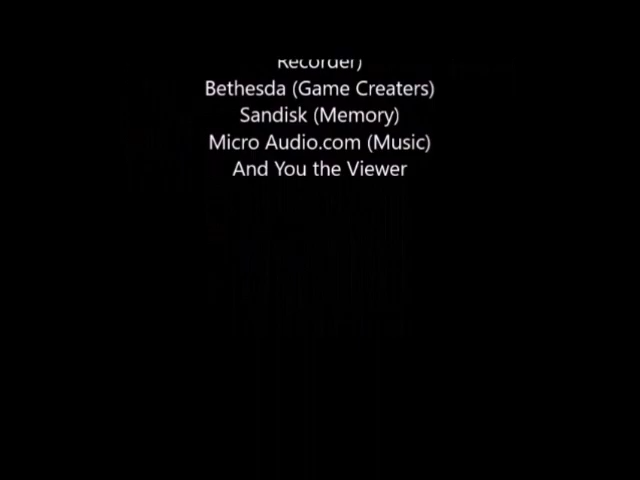 Recorder)
Bethesda (Game Creaters)
Sandisk (Memory)
Micro Audio.com (Music)
And You the Viewer